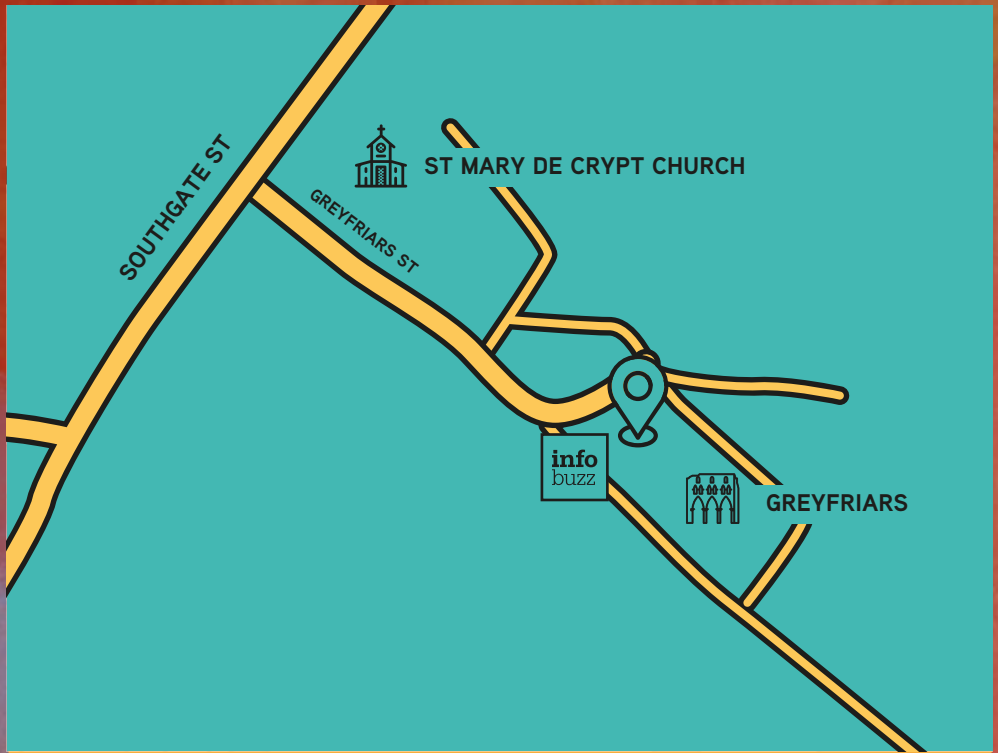 SOUTHGATE ST
ST MARY DE CRYPT CHURCH
GREYFRIARS ST
info
buzz
GREYFRIARS